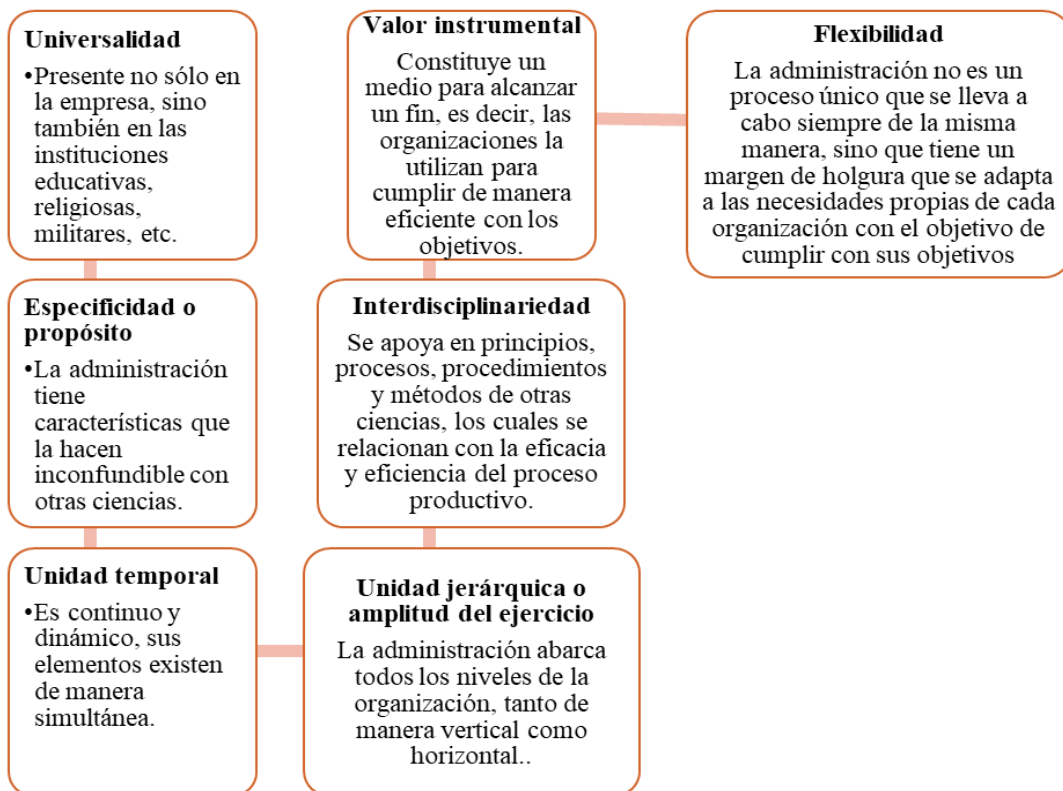 Universalidad
•Presente no sólo en
la empresa, sino
también en las
instituciones
educativas,
religiosas,
militares, etc.
Especificidad o
propósito
•La administración
tiene
características que
la hacen
inconfundible con
otras ciencias.
Unidad temporal
•Es continuo y
dinámico, sus
elementos existen
de manera
simultánea.
Unidad jerárquica o
amplitud del ejercicio
La administración abarca
todos los niveles de la
organización, tanto de
manera vertical como
horizontal..
Interdisciplinariedad
Se apoya en principios,
procesos, procedimientos
y métodos de otras
ciencias, los cuales se
relacionan con la eficacia
y eficiencia del proceso
productivo.
Valor instrumental
Constituye un
medio para alcanzar
un fin, es decir, las
organizaciones la
utilizan para
cumplir de manera
eficiente con los
objetivos.
Flexibilidad
La administración no es un
proceso único que se lleva a
cabo siempre de la misma
manera, sino que tiene un
margen de holgura que se adapta
a las necesidades propias de cada
organización con el objetivo de
cumplir con sus objetivos